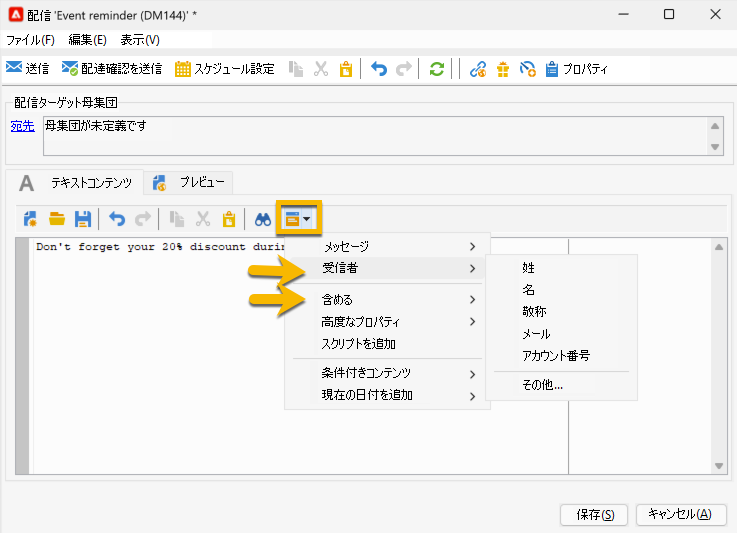 配信 'Event reminder (DM144)' *
ファイル(F) 編集(E) 表示(V)
送信 配達確認を送信 スケジュール設定 プロパティ
配信ターゲット母集団
宛先 母集団が未定義です
A テキストコンテンツ プレビュー
Don't forget your 20% discount durin
メッセージ
受信者
含める
高度なプロパティ
スクリプトを追加
条件付きコンテンツ
現在の日付を追加
姓
名
敬称
メール
アカウント番号
その他...
保存(S) キャンセル(A)